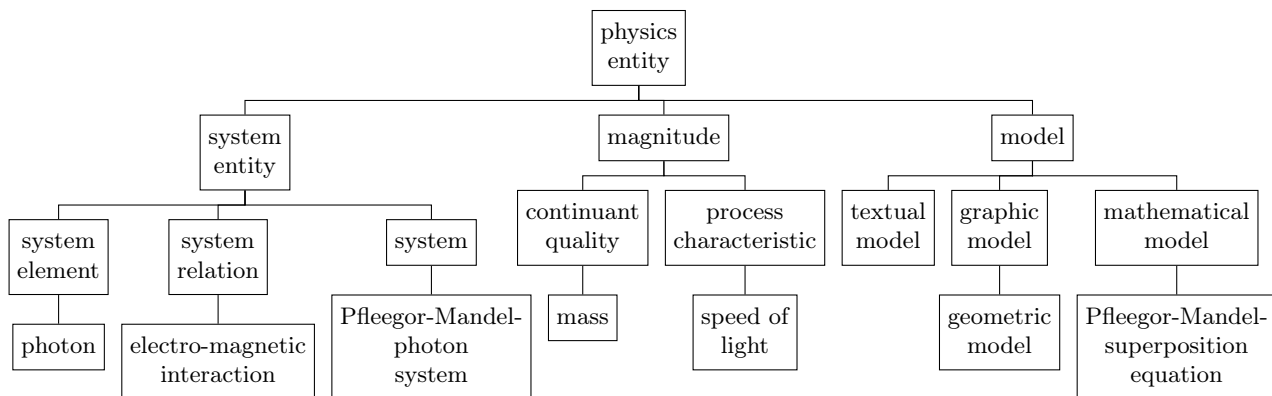 physics
entity
system
entity
magnitude
model
system
element
system
relation
system
continuant
quality
process
characteristic
textual
model
graphic
model
mathematical
model
photon
electro-magnetic
interaction
Pfleegor-Mandel-
photon
system
mass
speed of
light
geometric
model
Pfleegor-Mandel-
superposition
equation